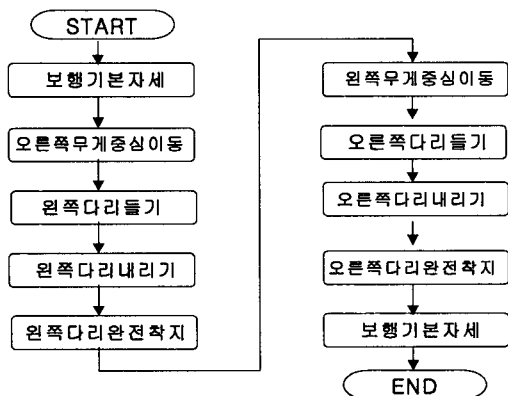 START
보행기본자세
오른쪽무게중심이동
왼쪽다리들기
왼쪽다리내리기
왼쪽다리완전착지
왼쪽무게중심이동
오른쪽다리들기
오른쪽다리내리기
오른쪽다리완전착지
보행기본자세
END